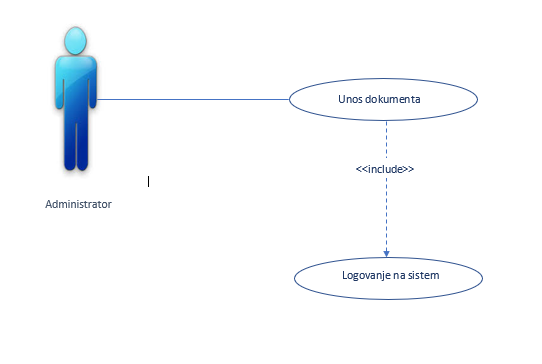 Unos dokumenta
<<include>>
Administrator
Logovanje na sistem